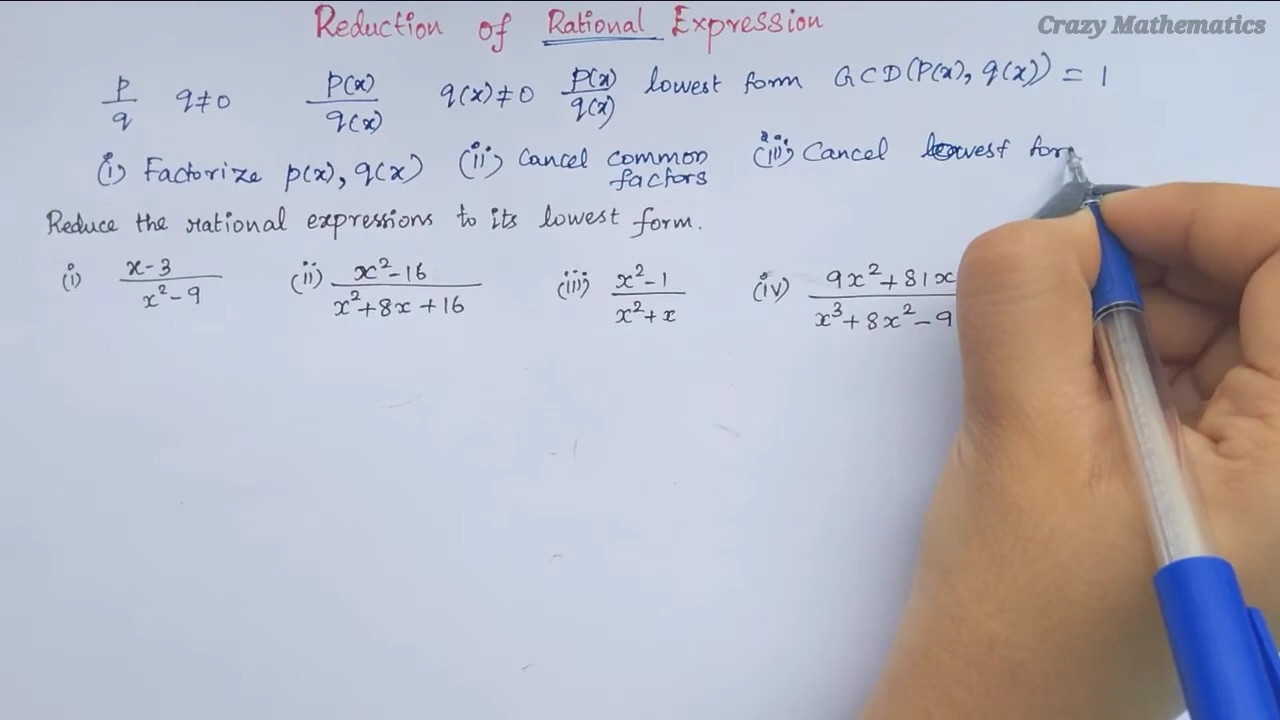 Crazy Mathematics
Reduction of Rational Expression
p/q q≠0 P(x)/q(x) q(x)≠0 P(x)/q(x) lowest form GCD(P(x), q(x)) = 1
(i) Factorize p(x), q(x) (ii) Cancel common factors (iii) Cancel lowest for
Reduce the rational expressions to its lowest form.
(i) x-3/x²-9 (ii) x²-16/x²+8x+16 (iii) x²-1/x²+x (iv) 9x²+81x/x³+8x²-9